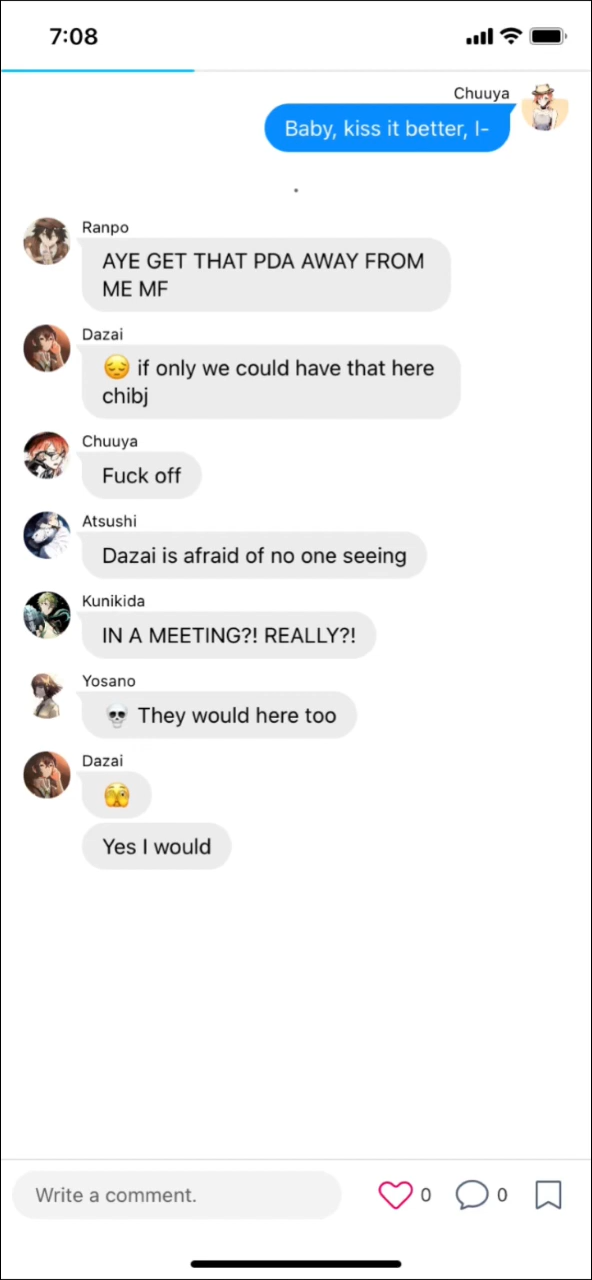 7:08
Chuuya
Baby, kiss it better, I-
.
Ranpo
AYE GET THAT PDA AWAY FROM
ME MF
Dazai
😔 if only we could have that here
chibj
Chuuya
Fuck off
Atsushi
Dazai is afraid of no one seeing
Kunikida
IN A MEETING?! REALLY?!
Yosano
💀 They would here too
Dazai
🫣
Yes I would
Write a comment.
0
0